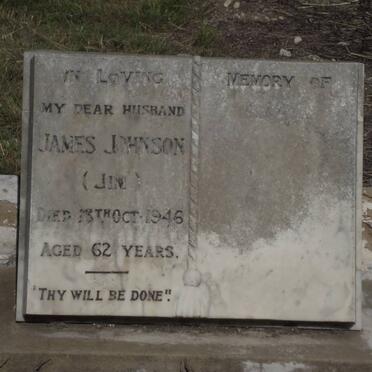 IN LOVING MEMORY OF
MY DEAR HUSBAND
JAMES JOHNSON
(JIM)
DIED 13TH OCT. 1946
AGED 62 YEARS.
"THY WILL BE DONE".